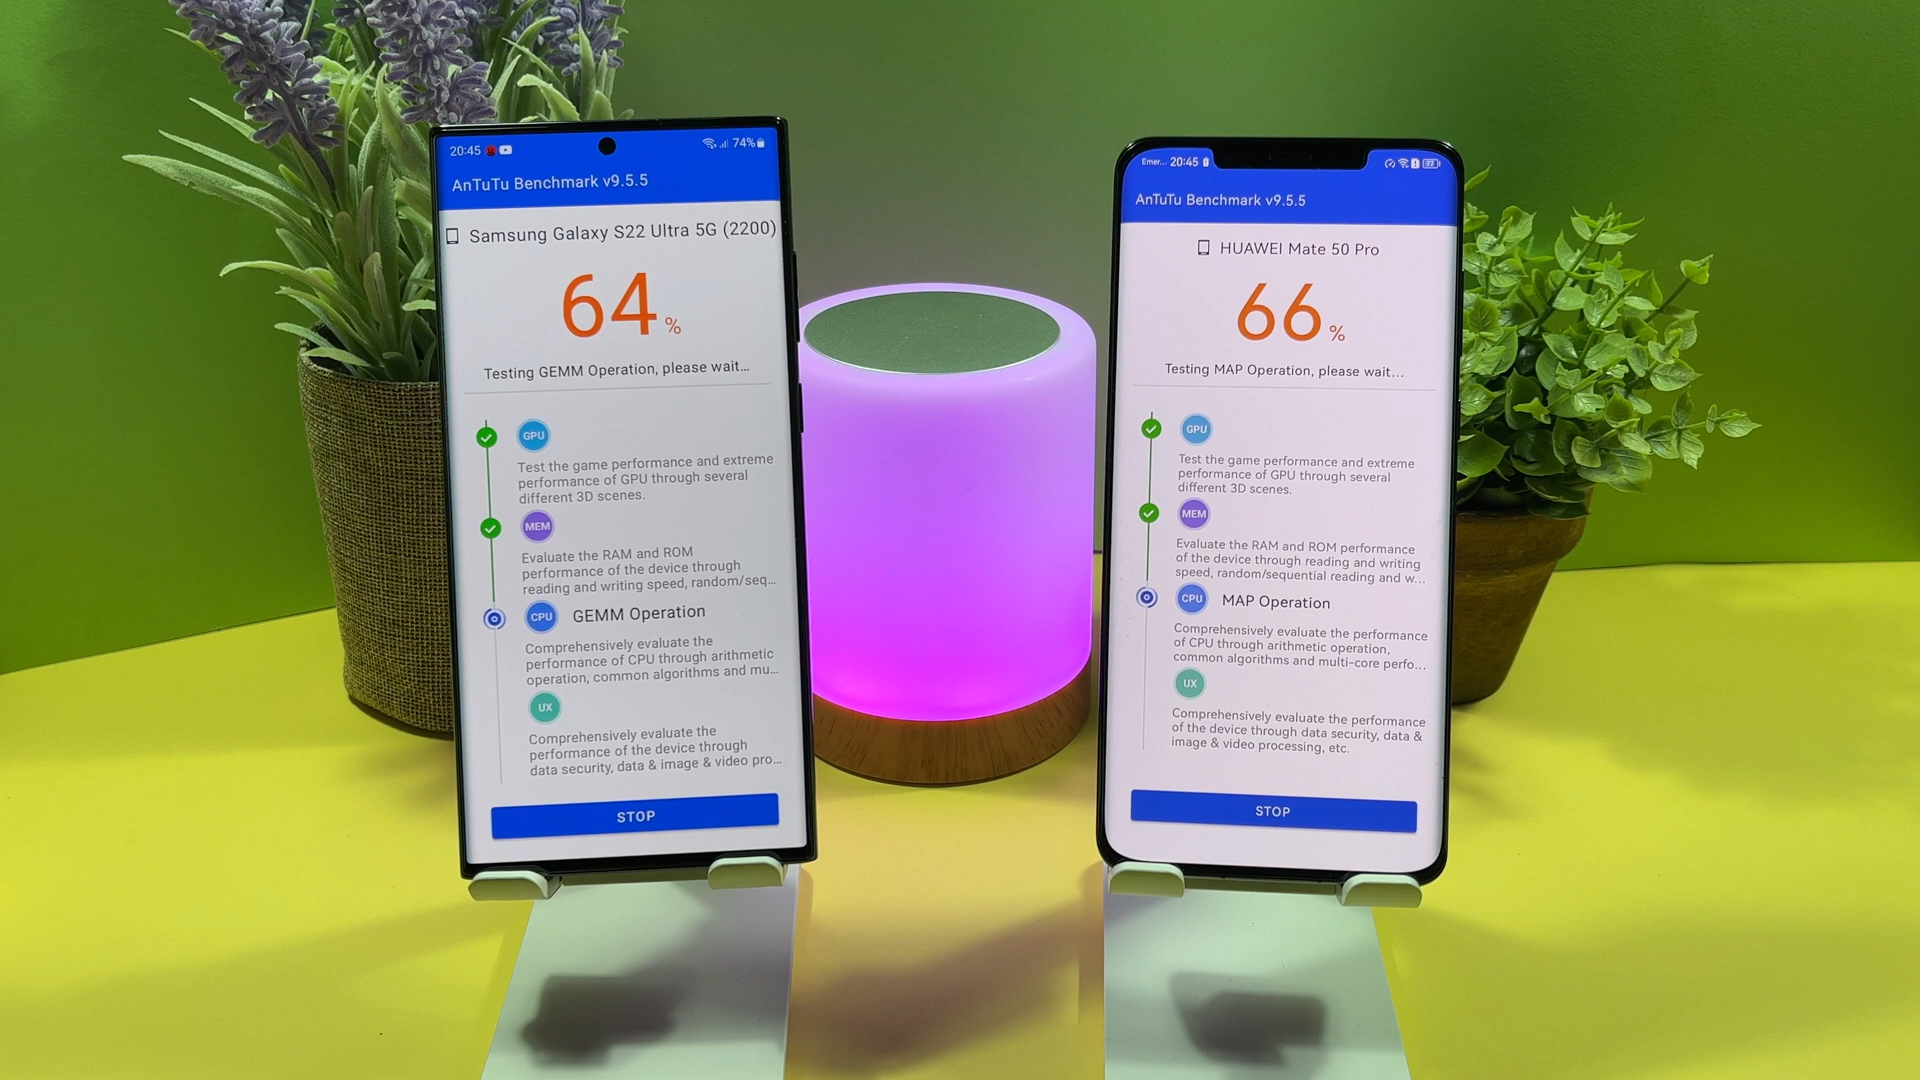 20:45
74%
AnTuTu Benchmark v9.5.5
Samsung Galaxy S22 Ultra 5G (2200)
64%
Testing GEMM Operation, please wait...
GPU
Test the game performance and extreme
performance of GPU through several
different 3D scenes.
MEM
Evaluate the RAM and ROM
performance of the device through
reading and writing speed, random/seq...
CPU GEMM Operation
Comprehensively evaluate the
performance of CPU through arithmetic
operation, common algorithms and mu...
UX
Comprehensively evaluate the
performance of the device through
data security, data & image & video pro...
STOP
Emer... 20:45
AnTuTu Benchmark v9.5.5
HUAWEI Mate 50 Pro
66%
Testing MAP Operation, please wait...
GPU
Test the game performance and extreme
performance of GPU through several
different 3D scenes.
MEM
Evaluate the RAM and ROM performance
of the device through reading and writing
speed, random/sequential reading and w...
CPU MAP Operation
Comprehensively evaluate the performance
of CPU through arithmetic operation,
common algorithms and multi-core perfo...
UX
Comprehensively evaluate the performance
of the device through data security, data &
image & video processing, etc.
STOP